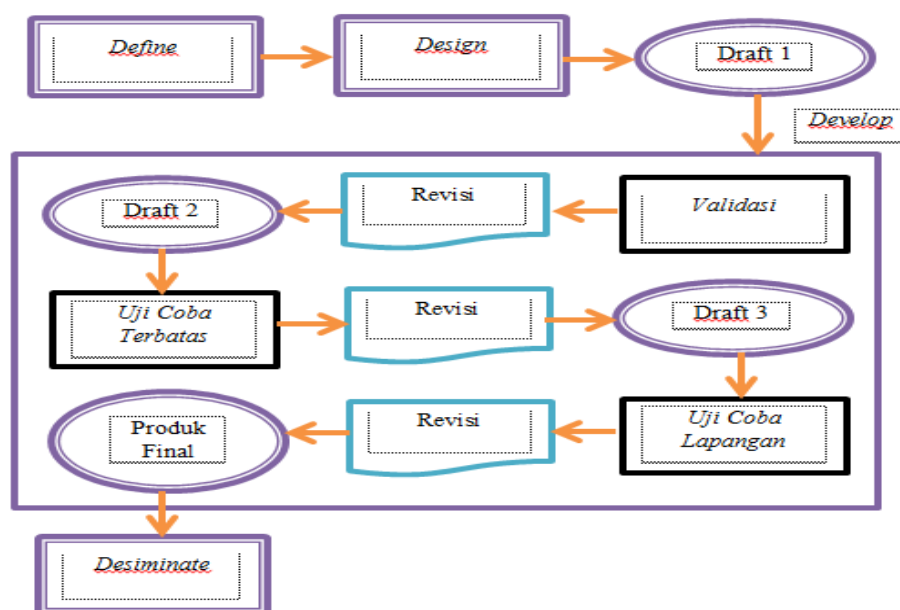 Define
Design
Draft 1
Develop
Validasi
Revisi
Draft 2
Uji Coba
Terbatas
Revisi
Draft 3
Uji Coba
Lapangan
Revisi
Produk
Final
Desiminate